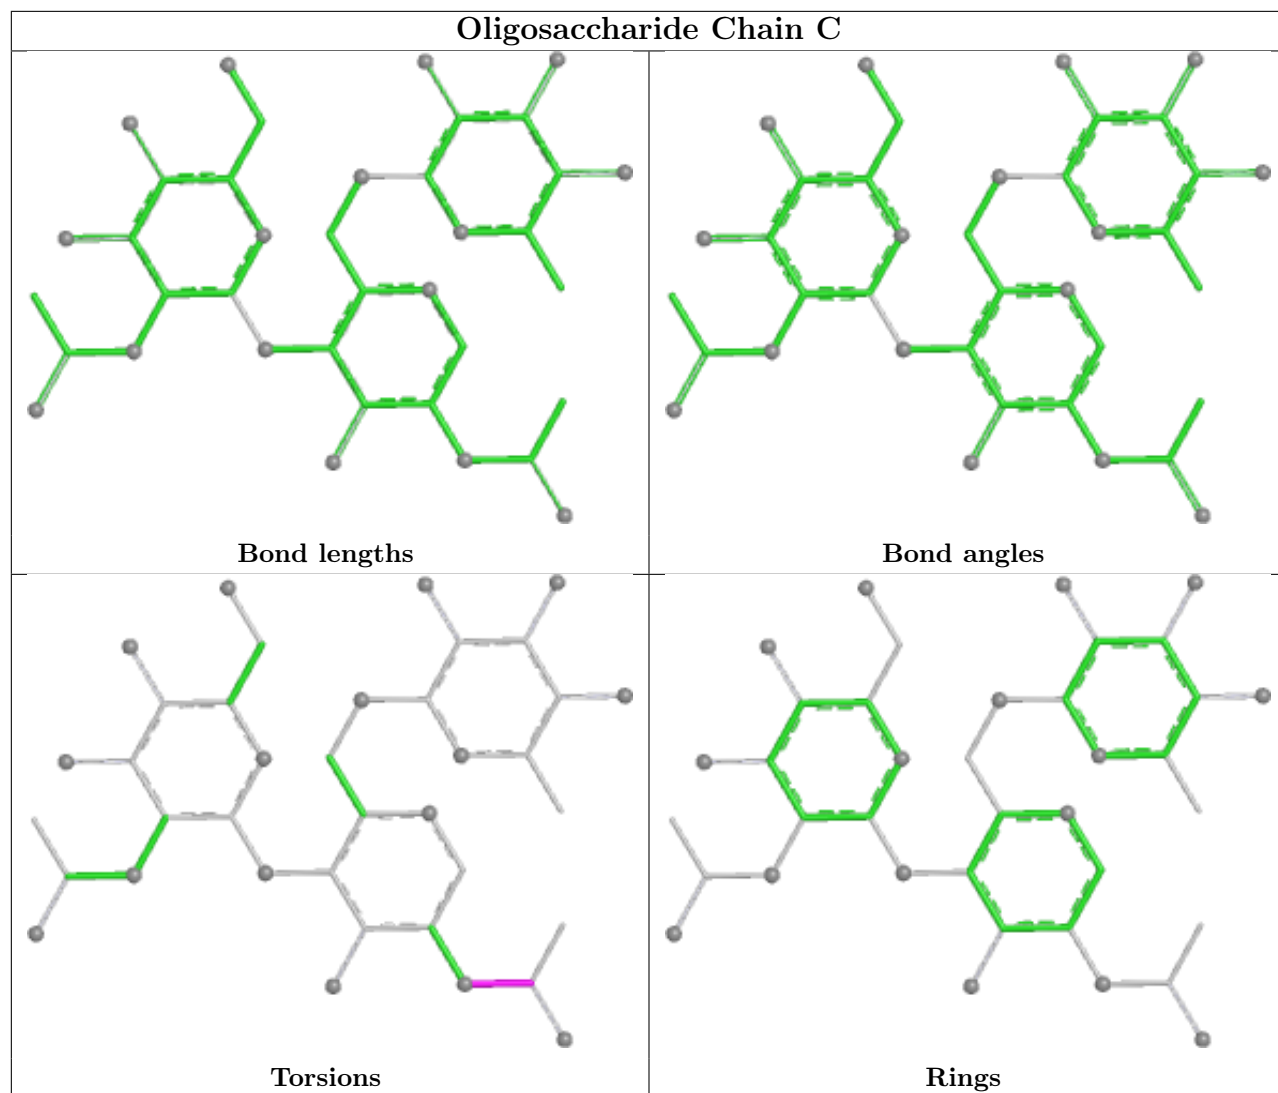 Oligosaccharide Chain C
Bond lengths
Bond angles
Torsions
Rings